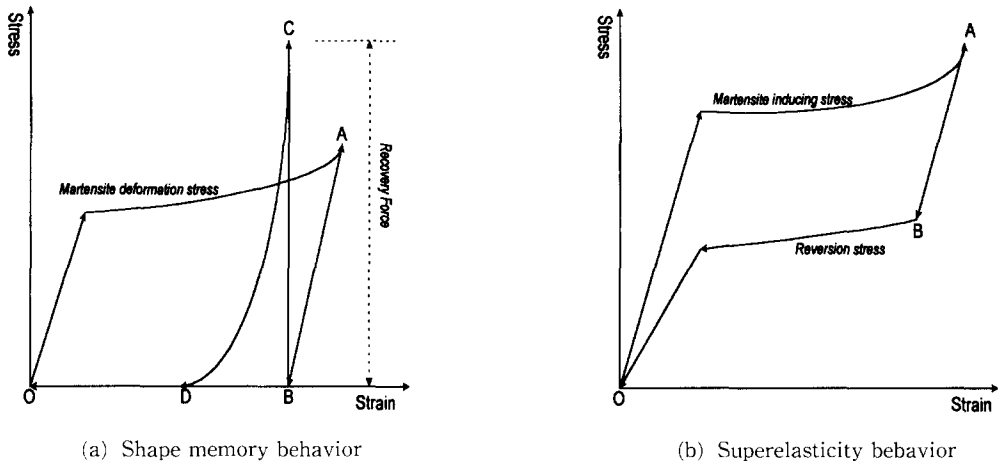 Stress
C
A
Martensite deformation stress
Recovery Force
O
D
B
Strain
(a) Shape memory behavior
Stress
A
Martensite inducing stress
B
Reversion stress
O
Strain
(b) Superelasticity bebavior